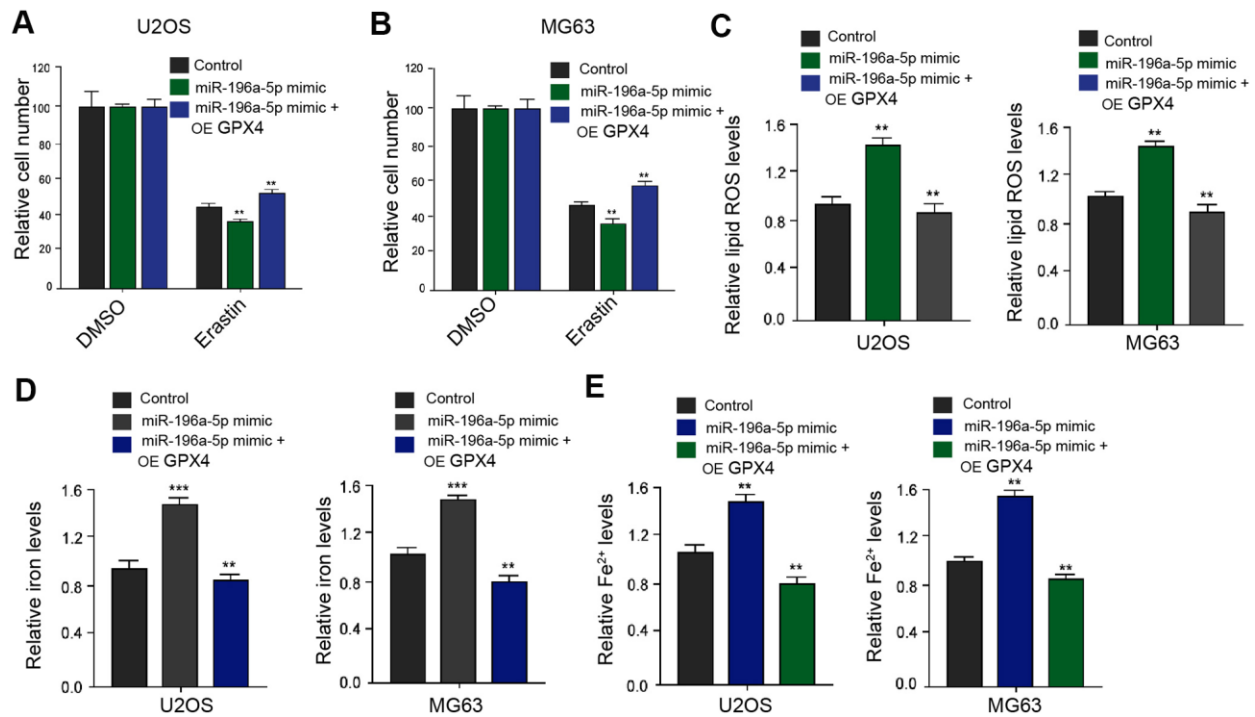 A
U2OS
Control
miR-196a-5p mimic
miR-196a-5p mimic +
OE GPX4
Relative cell number
120
100
80
60
40
20
0
**
**
DMSO
Erastin
B
MG63
Control
miR-196a-5p mimic
miR-196a-5p mimic +
OE GPX4
Relative cell number
120
100
80
60
40
20
0
**
**
DMSO
Erastin
C
Control
miR-196a-5p mimic
miR-196a-5p mimic +
OE GPX4
Relative lipid ROS levels
1.6
1.2
0.8
0.4
0.0
**
**
U2OS
Control
miR-196a-5p mimic
miR-196a-5p mimic +
OE GPX4
Relative lipid ROS levels
1.6
1.4
1.0
0.4
0.0
**
**
MG63
D
Control
miR-196a-5p mimic
miR-196a-5p mimic +
OE GPX4
Relative iron levels
1.6
1.2
0.8
0.4
0.0
***
**
U2OS
Control
miR-196a-5p mimic
miR-196a-5p mimic +
OE GPX4
Relative iron levels
1.6
1.2
0.8
0.4
0.0
***
**
MG63
E
Control
miR-196a-5p mimic
miR-196a-5p mimic +
OE GPX4
Relative Fe²⁺ levels
1.6
1.2
0.8
0.4
0.0
**
**
U2OS
Control
miR-196a-5p mimic
miR-196a-5p mimic +
OE GPX4
Relative Fe²⁺ levels
1.6
1.2
0.8
0.4
0.0
**
**
MG63